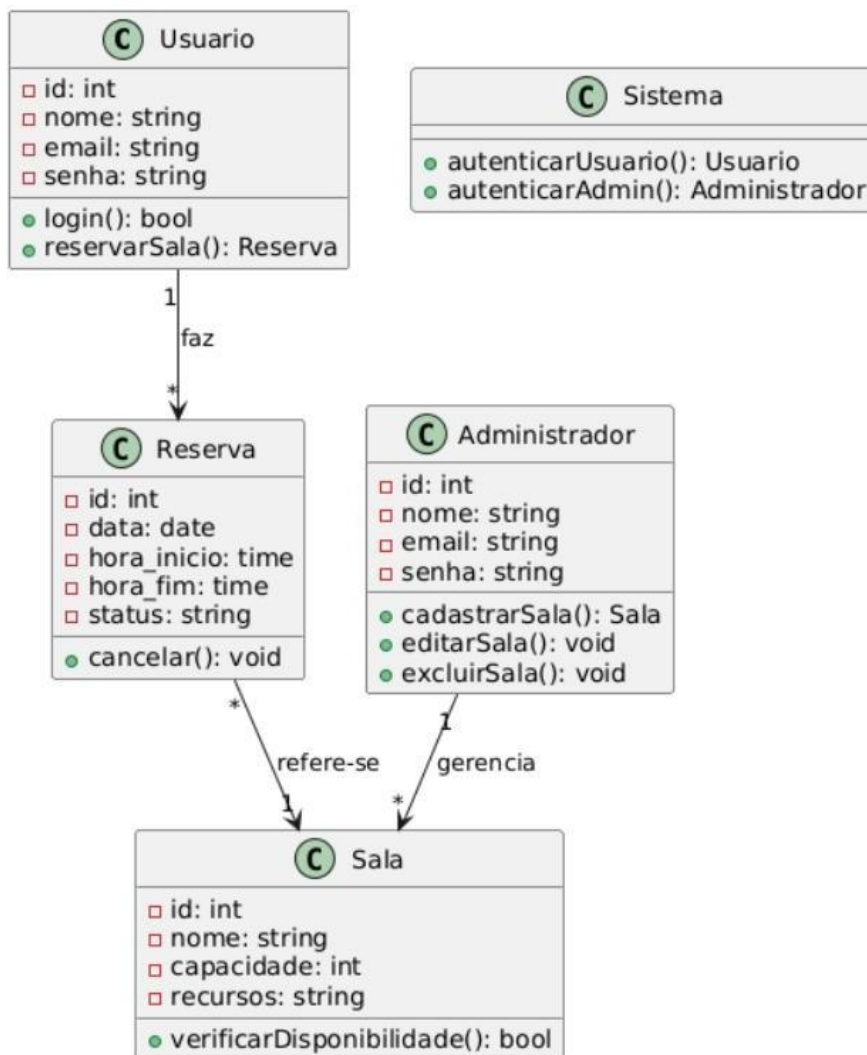 C Usuario
id: int
nome: string
email: string
senha: string
login(): bool
reservarSala(): Reserva
C Sistema
autenticarUsuario(): Usuario
autenticarAdmin(): Administrador
1
faz
*
C Reserva
id: int
data: date
hora_inicio: time
hora_fim: time
status: string
cancelar(): void
C Administrador
id: int
nome: string
email: string
senha: string
cadastrarSala(): Sala
editarSala(): void
excluirSala(): void
*
refere-se
1
1
gerencia
*
C Sala
id: int
nome: string
capacidade: int
recursos: string
verificarDisponibilidade(): bool